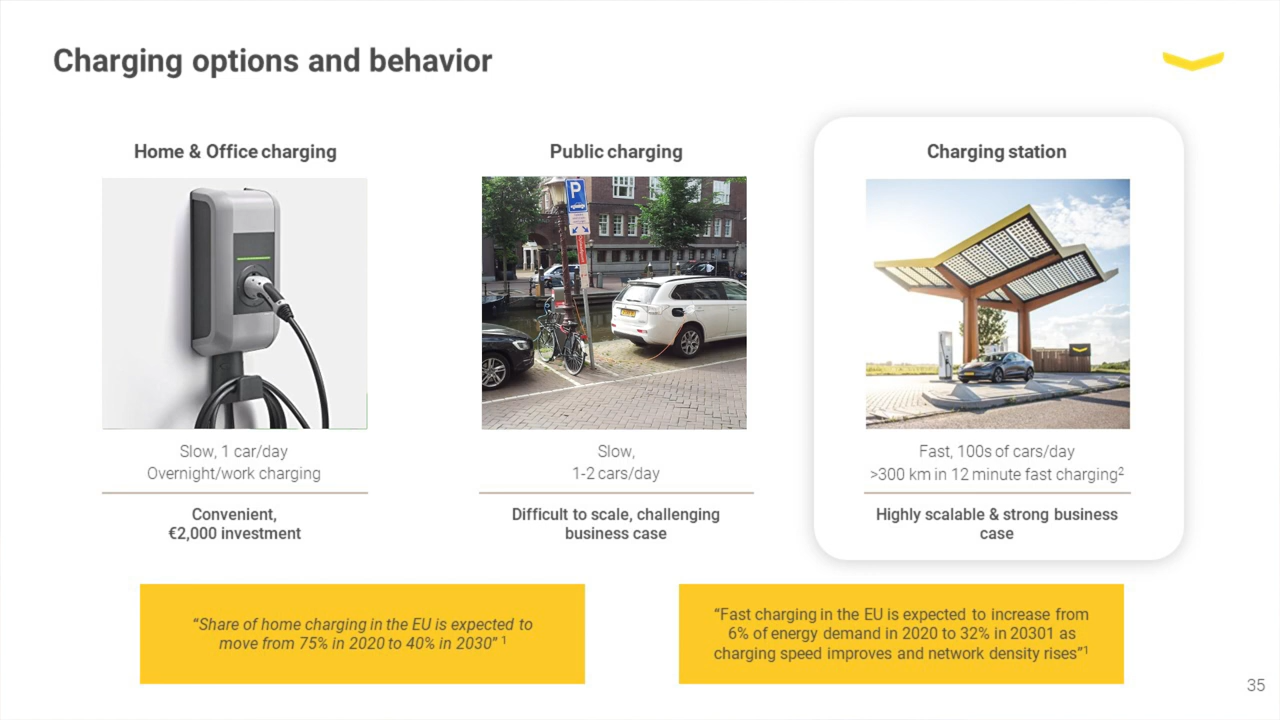 Charging options and behavior
Home & Office charging
Slow, 1 car/day
Overnight/work charging
Convenient,
€2,000 investment
Public charging
P
Slow,
1-2 cars/day
Difficult to scale, challenging
business case
Charging station
Fast, 100s of cars/day
>300 km in 12 minute fast charging²
Highly scalable & strong business
case
“Share of home charging in the EU is expected to
move from 75% in 2020 to 40% in 2030” ¹
“Fast charging in the EU is expected to increase from
6% of energy demand in 2020 to 32% in 20301 as
charging speed improves and network density rises”¹
35